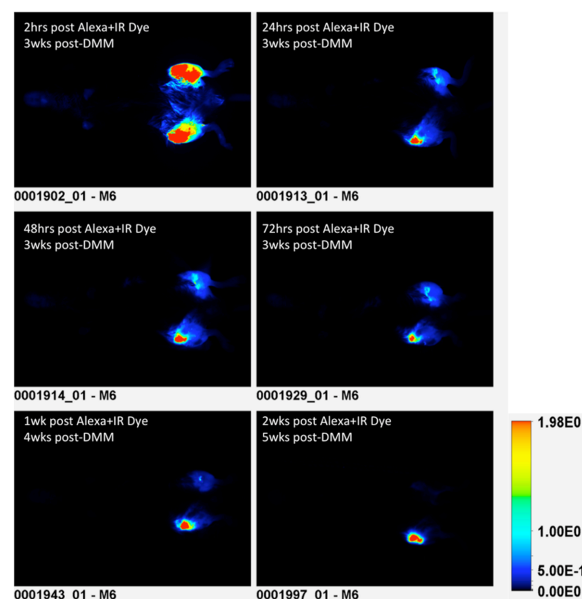 2hrs post Alexa+IR Dye
3wks post-DMM
24hrs post Alexa+IR Dye
3wks post-DMM
0001902_01 - M6
0001913_01 - M6
48hrs post Alexa+IR Dye
3wks post-DMM
72hrs post Alexa+IR Dye
3wks post-DMM
0001914_01 - M6
0001929_01 - M6
1wk post Alexa+IR Dye
4wks post-DMM
2wks post Alexa+IR Dye
5wks post-DMM
1.98E0
1.00E0
5.00E-1
0.00E0
0001943_01 - M6
0001997_01 - M6